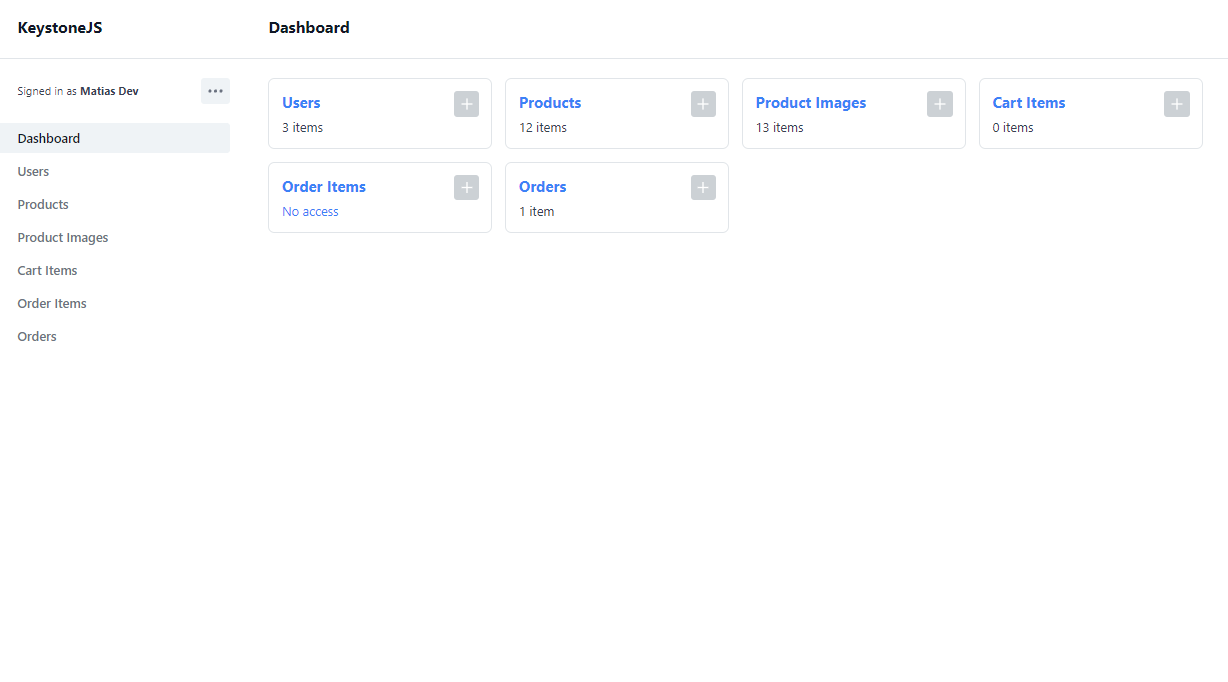 KeystoneJS
Dashboard
Signed in as Matias Dev
Dashboard
Users
Products
Product Images
Cart Items
Order Items
Orders
Users
3 items
Products
12 items
Product Images
13 items
Cart Items
0 items
Order Items
No access
Orders
1 item